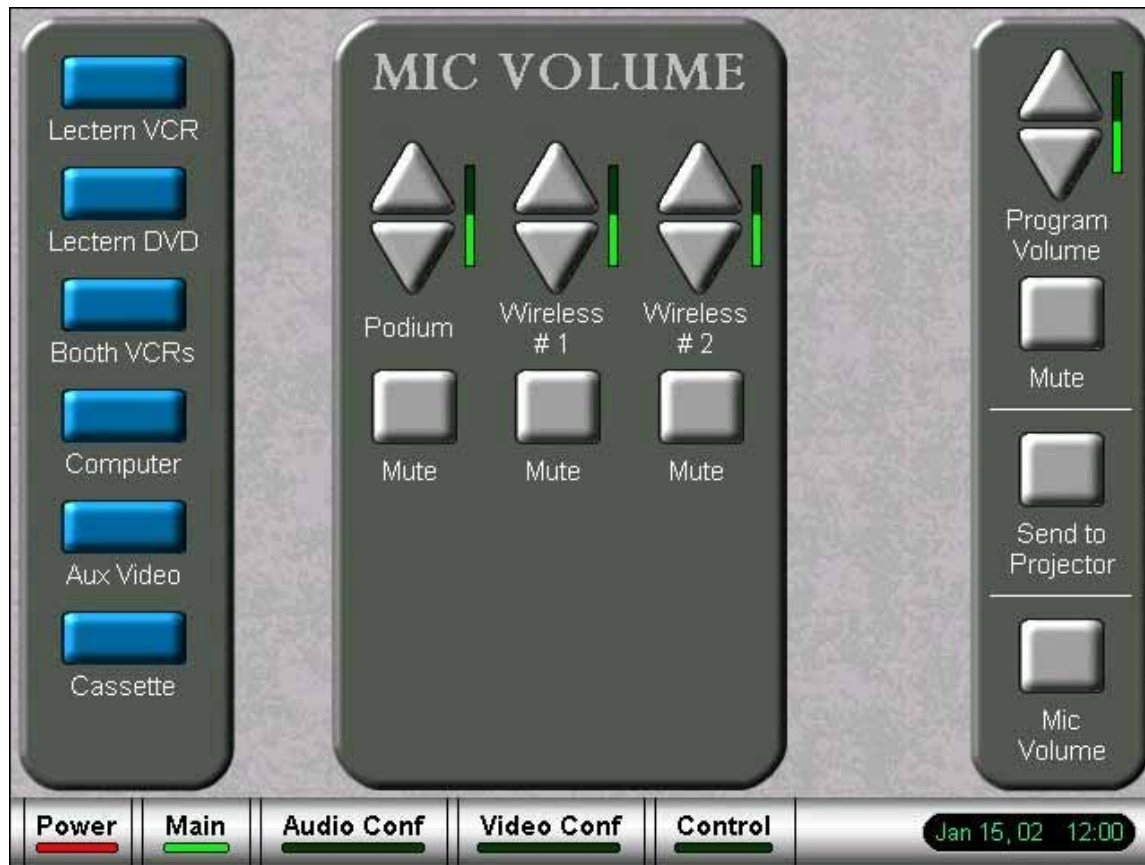 Lectern VCR
Lectern DVD
Booth VCRs
Computer
Aux Video
Cassette
MIC VOLUME
Podium
Wireless
# 1
Wireless
# 2
Mute
Mute
Mute
Program
Volume
Mute
Send to
Projector
Mic
Volume
Power
Main
Audio Conf
Video Conf
Control
Jan 15, 02 12:00